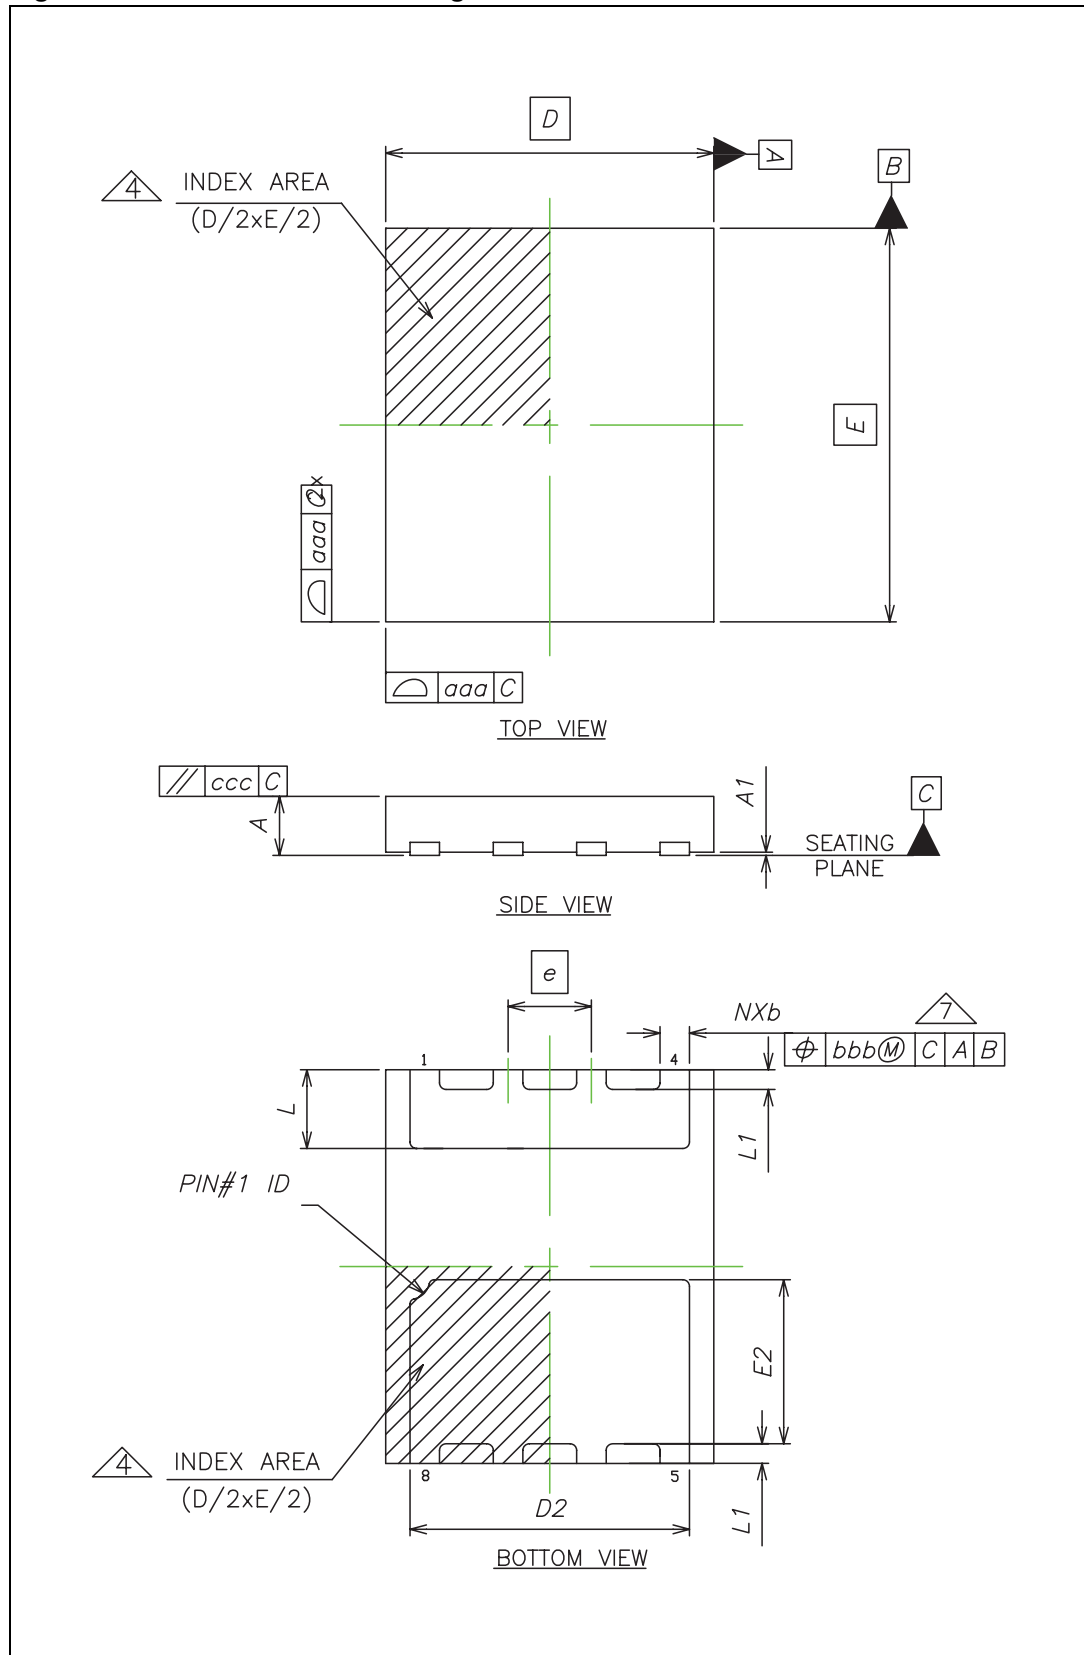 D
A
B
4 INDEX AREA
(D/2xE/2)
E
aaa C 2x
aaa C
TOP VIEW
// ccc C
A
A1
C
SEATING
PLANE
SIDE VIEW
e
NXb
7
⌖ bbb Ⓜ C A B
1
4
L
L1
PIN#1 ID
E2
4 INDEX AREA
(D/2xE/2)
8
5
D2
L1
BOTTOM VIEW